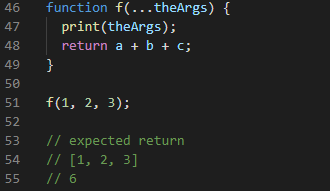 46 function f(...theArgs) {
47   print(theArgs);
48   return a + b + c;
49 }
50
51 f(1, 2, 3);
52
53 // expected return
54 // [1, 2, 3]
55 // 6